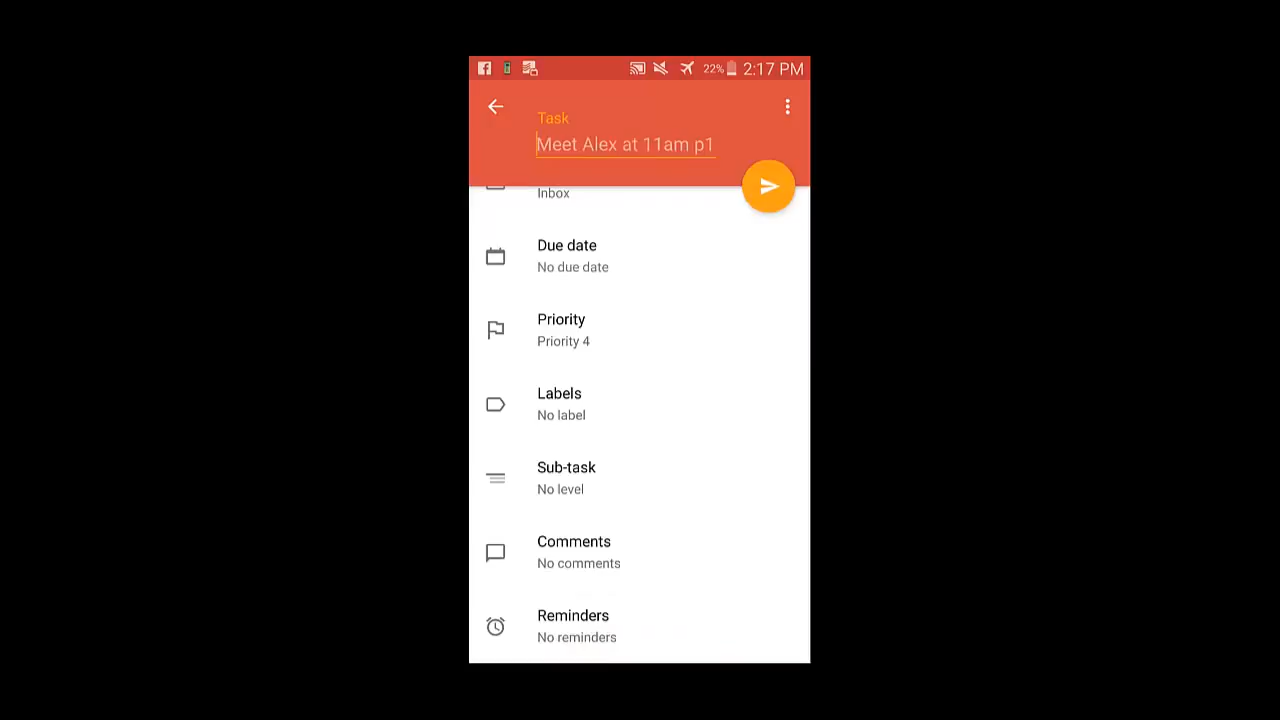 22% 2:17 PM
Task
Meet Alex at 11am p1
Inbox
Due date
No due date
Priority
Priority 4
Labels
No label
Sub-task
No level
Comments
No comments
Reminders
No reminders